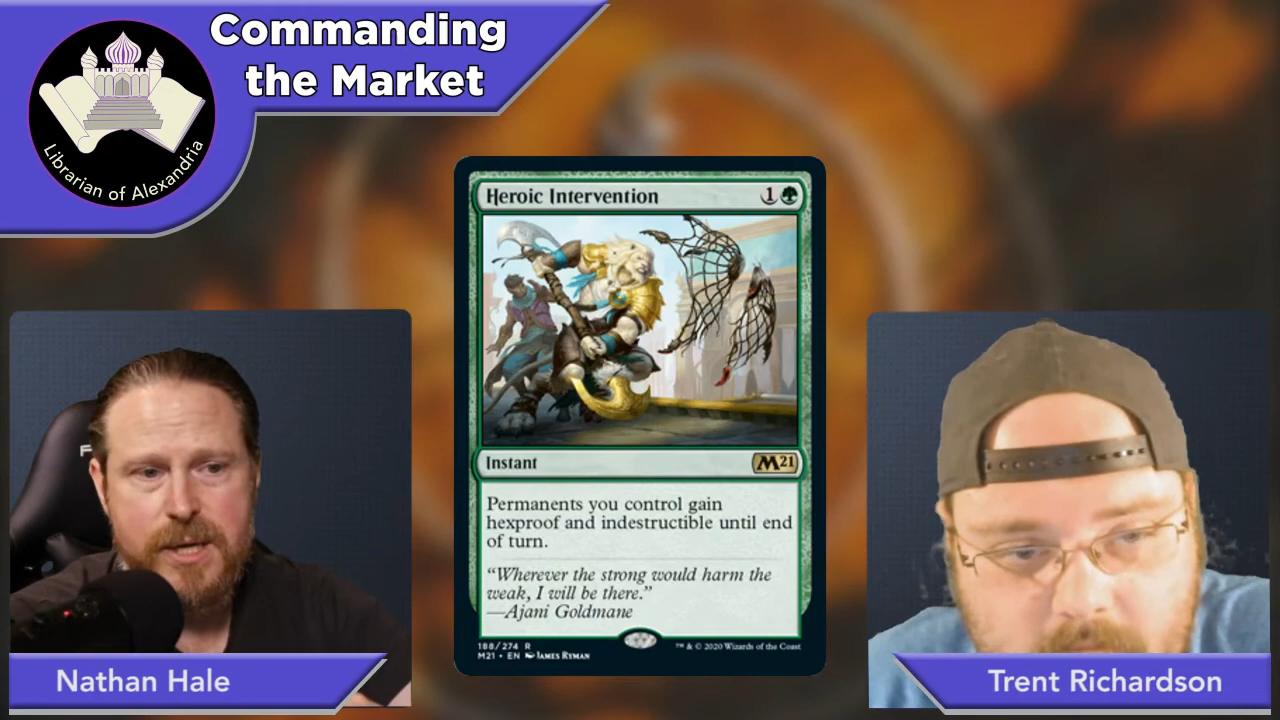 Commanding
the Market
Librarian of Alexandria
Heroic Intervention 1
Instant M21
Permanents you control gain
hexproof and indestructible until end
of turn.
“Wherever the strong would harm the
weak, I will be there.”
—Ajani Goldmane
188/274 R
M21 • EN James Ryman
™ & © 2020 Wizards of the Coast
Nathan Hale
Trent Richardson